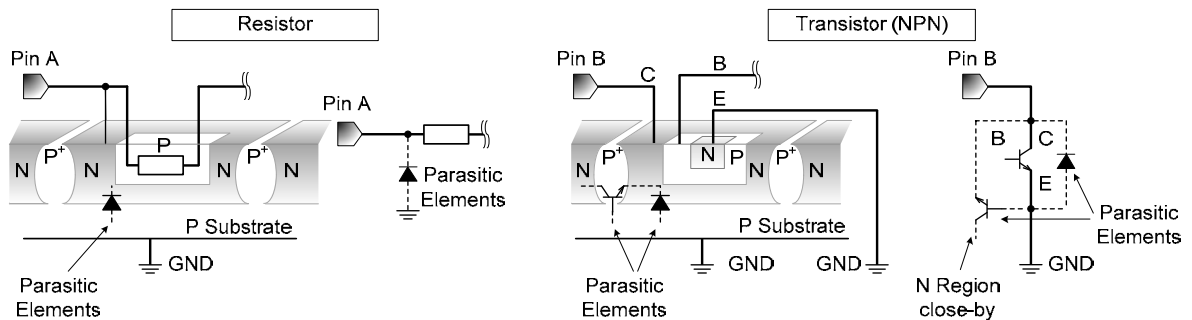 Resistor
Transistor (NPN)
Pin A
Pin A
N
P+
N
P
P+
N
Parasitic
Elements
P Substrate
GND
Parasitic
Elements
Pin B
C
B
E
N
P+
N
N
P
P+
N
P Substrate
GND
GND
Parasitic
Elements
Pin B
B
C
E
Parasitic
Elements
GND
N Region
close-by